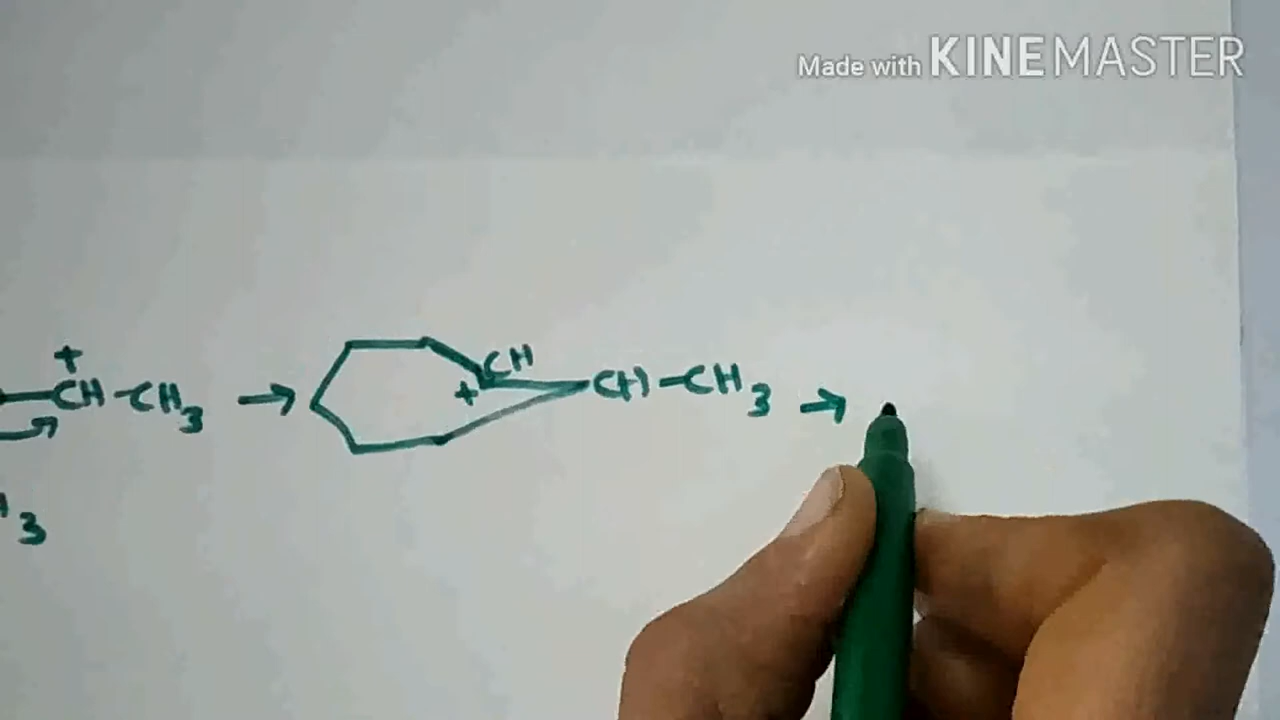 Made with KINEMASTER
+
CH-CH3 → CH + CH-CH3 →
3